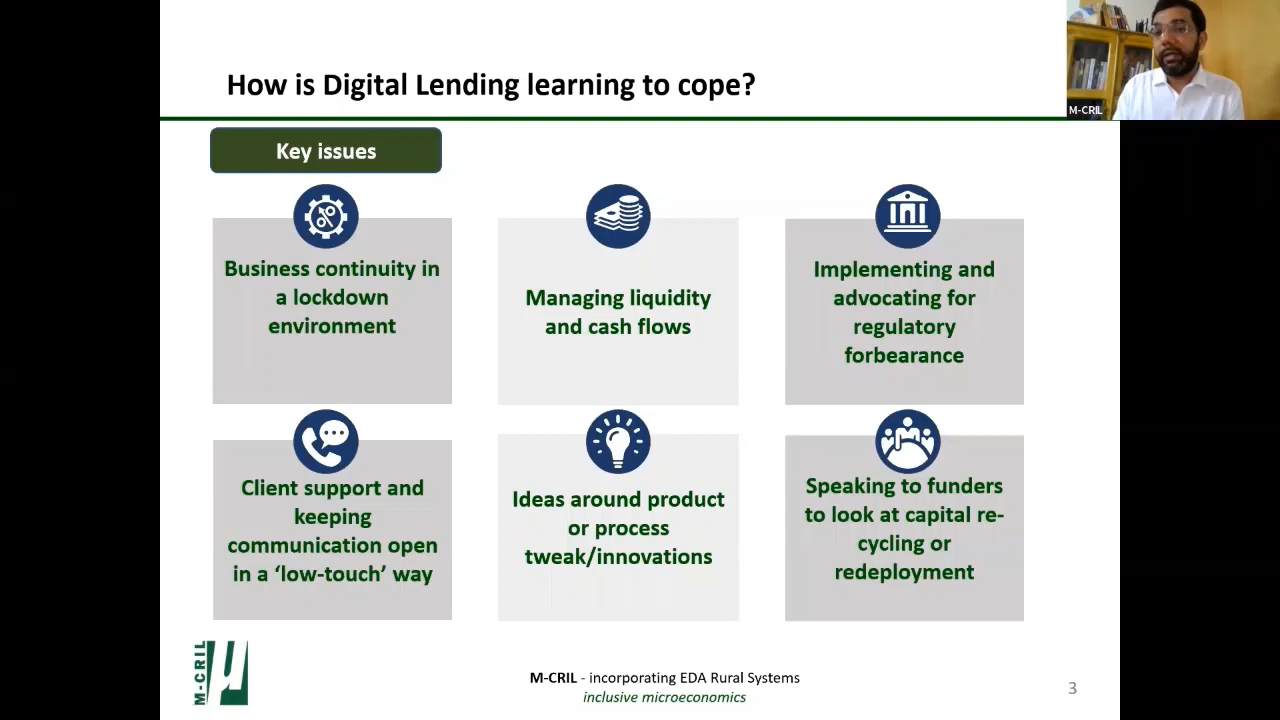 How is Digital Lending learning to cope?
M-CRIL
Key issues
Business continuity in
a lockdown
environment
Managing liquidity
and cash flows
Implementing and
advocating for
regulatory
forbearance
Client support and
keeping
communication open
in a ‘low-touch’ way
Ideas around product
or process
tweak/innovations
Speaking to funders
to look at capital re-
cycling or
redeployment
M-CRIL
µ
M-CRIL - incorporating EDA Rural Systems
inclusive microeconomics
3